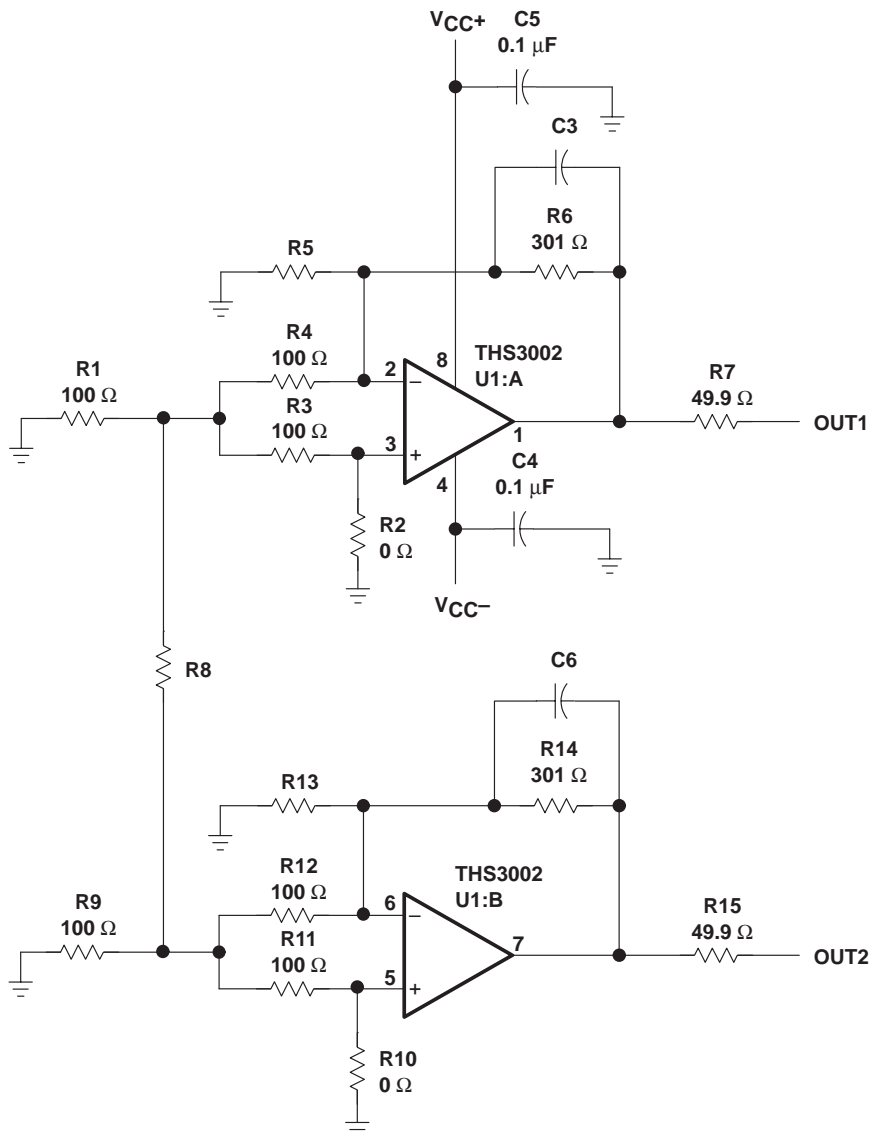 VCC+
C5
0.1 μF
C3
R6
301 Ω
R5
R4
100 Ω
THS3002
U1:A
8
2
−
R1
100 Ω
R3
100 Ω
R7
49.9 Ω
OUT1
1
3
+
C4
0.1 μF
4
R2
0 Ω
VCC−
R8
C6
R14
301 Ω
R13
R12
100 Ω
THS3002
U1:B
6
−
R9
100 Ω
R11
100 Ω
7
R15
49.9 Ω
OUT2
5
+
R10
0 Ω